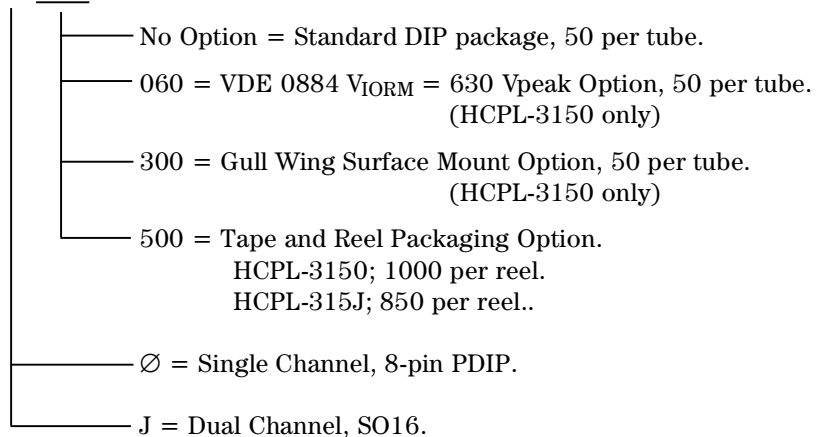 No Option = Standard DIP package, 50 per tube.
060 = VDE 0884 VIORM = 630 Vpeak Option, 50 per tube.
(HCPL-3150 only)
300 = Gull Wing Surface Mount Option, 50 per tube.
(HCPL-3150 only)
500 = Tape and Reel Packaging Option.
HCPL-3150; 1000 per reel.
HCPL-315J; 850 per reel..
∅ = Single Channel, 8-pin PDIP.
J = Dual Channel, SO16.